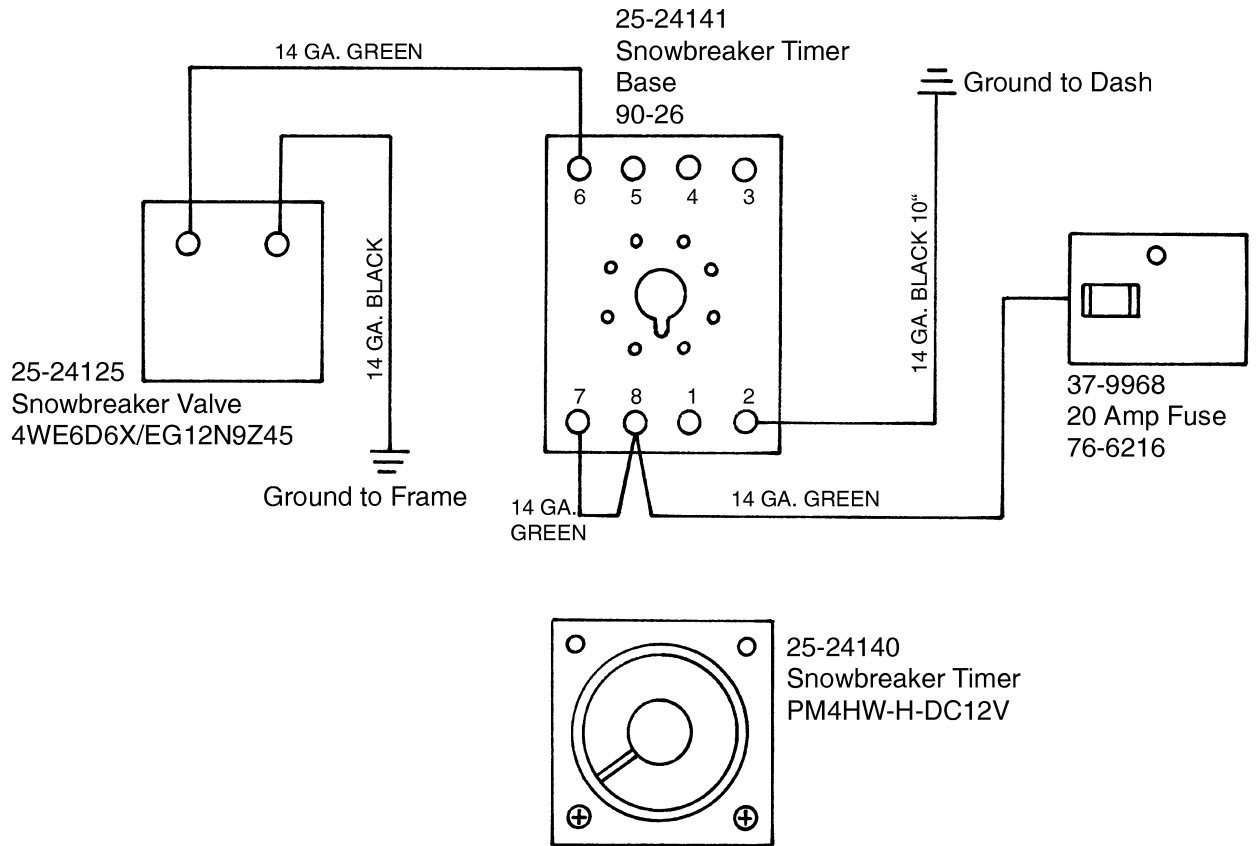 25-24141
Snowbreaker Timer
Base
90-26
14 GA. GREEN
Ground to Dash
6 5 4 3
14 GA. BLACK
14 GA. BLACK 10“
25-24125
Snowbreaker Valve
4WE6D6X/EG12N9Z45
37-9968
20 Amp Fuse
76-6216
7 8 1 2
Ground to Frame
14 GA.
GREEN
14 GA. GREEN
25-24140
Snowbreaker Timer
PM4HW-H-DC12V